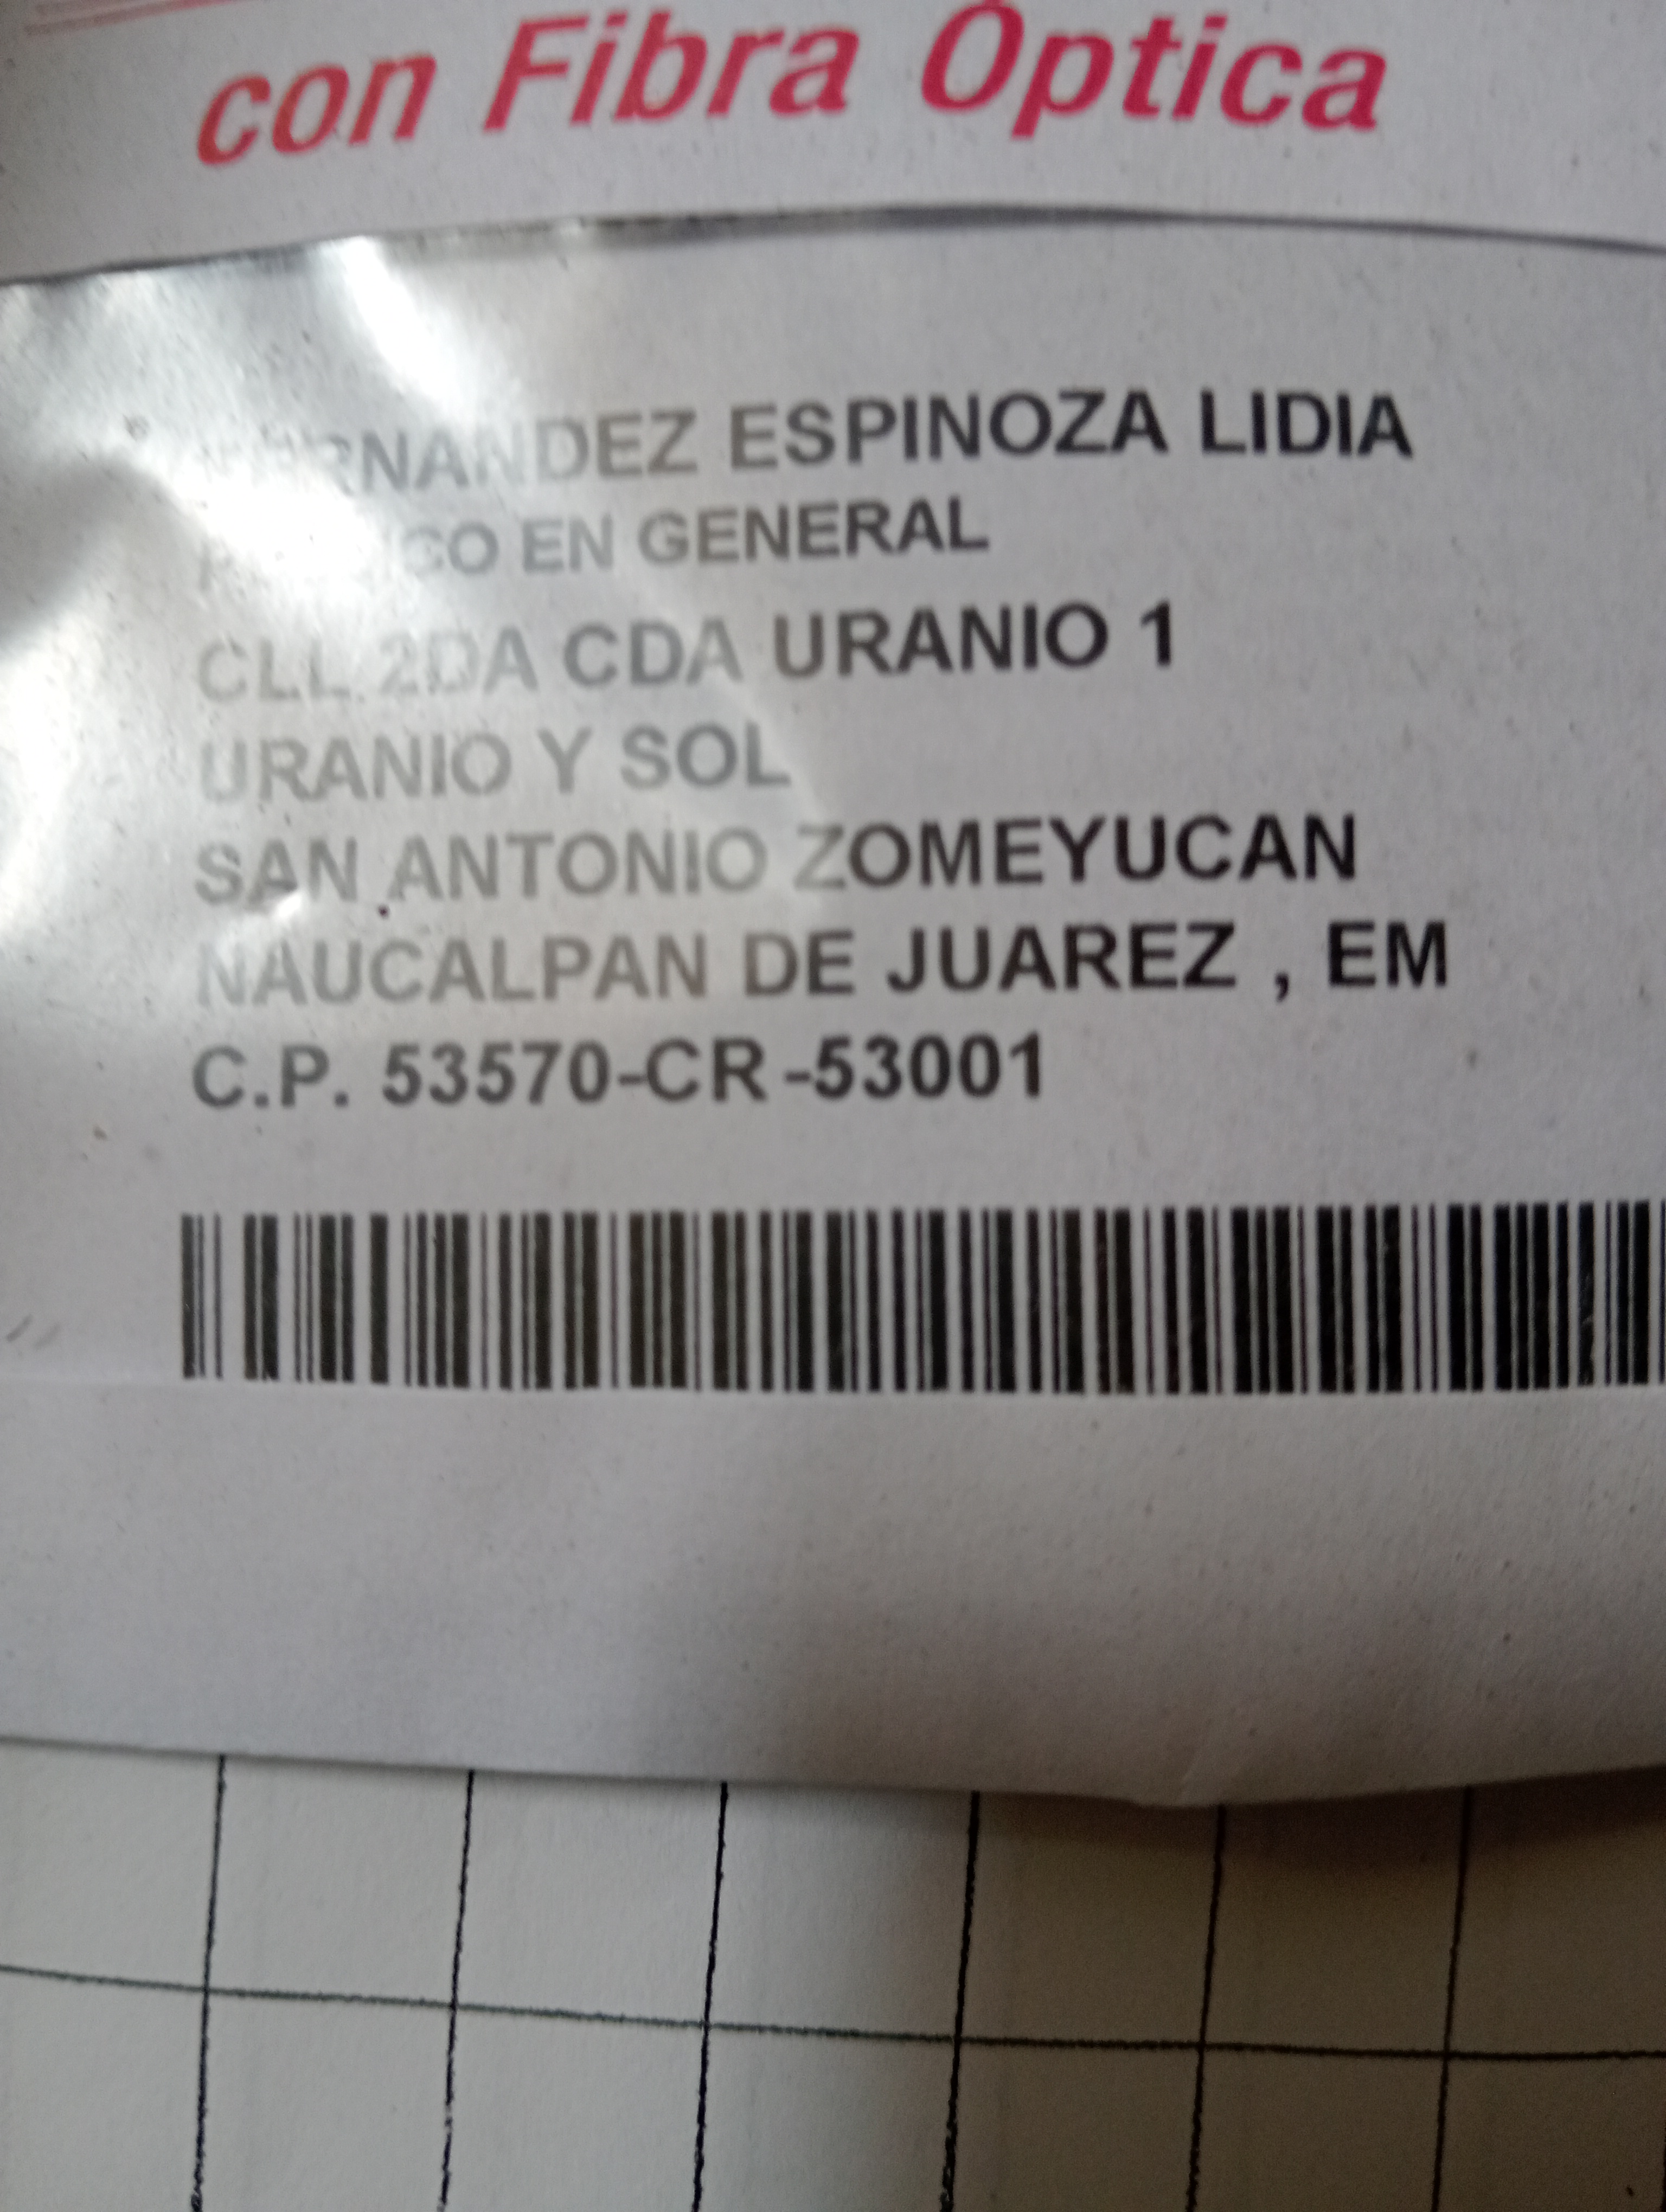 con Fibra Óptica
ESPINOZA LIDIA
EN GENERAL
CLL 2DA CDA URANIO 1
URANIO Y SOL
SAN ANTONIO ZOMEYUCAN
NAUCALPAN DE JUAREZ , EM
C.P. 53570-CR -53001